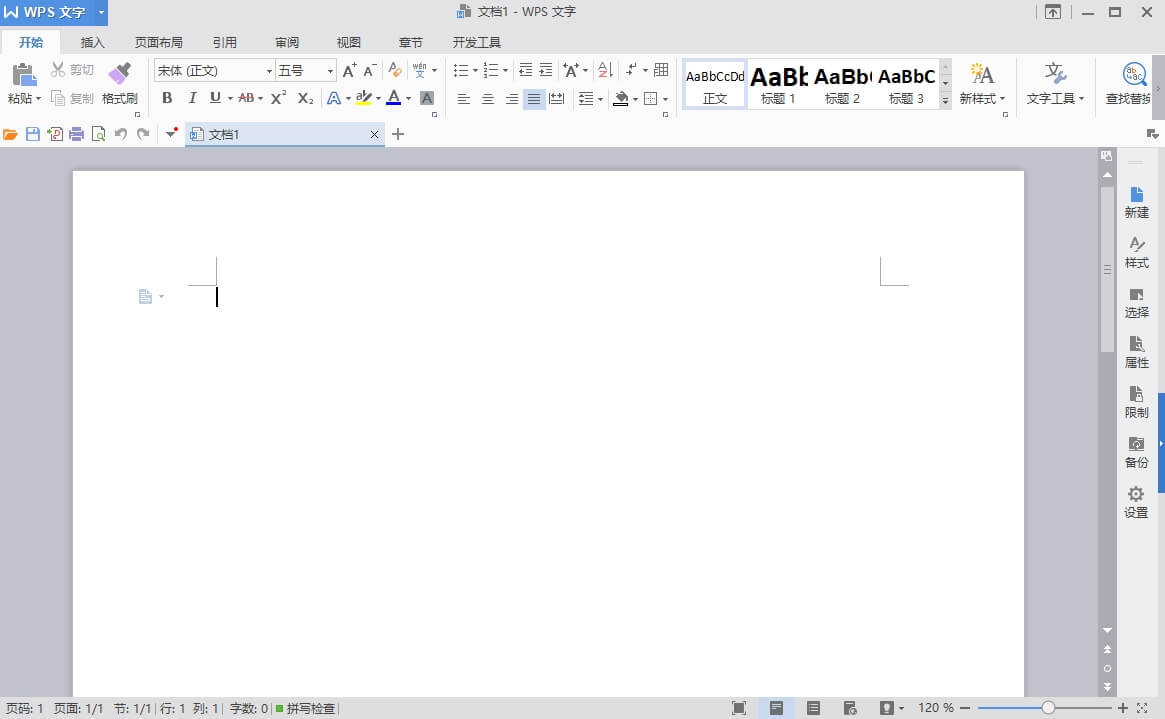 WPS 文字
文档1 - WPS 文字
开始 插入 页面布局 引用 审阅 视图 章节 开发工具
粘贴 剪切 复制 格式刷
宋体 (正文) 五号
B I U AB X² X₂ A A A
wén 文
AaBbCcDd AaBb AaBb AaBbC
正文 标题 1 标题 2 标题 3
新样式 文字工具 查找替换
文档1
新建
样式
选择
属性
限制
备份
设置
页码: 1 页面: 1/1 节: 1/1 行: 1 列: 1 字数: 0 拼写检查 120 %